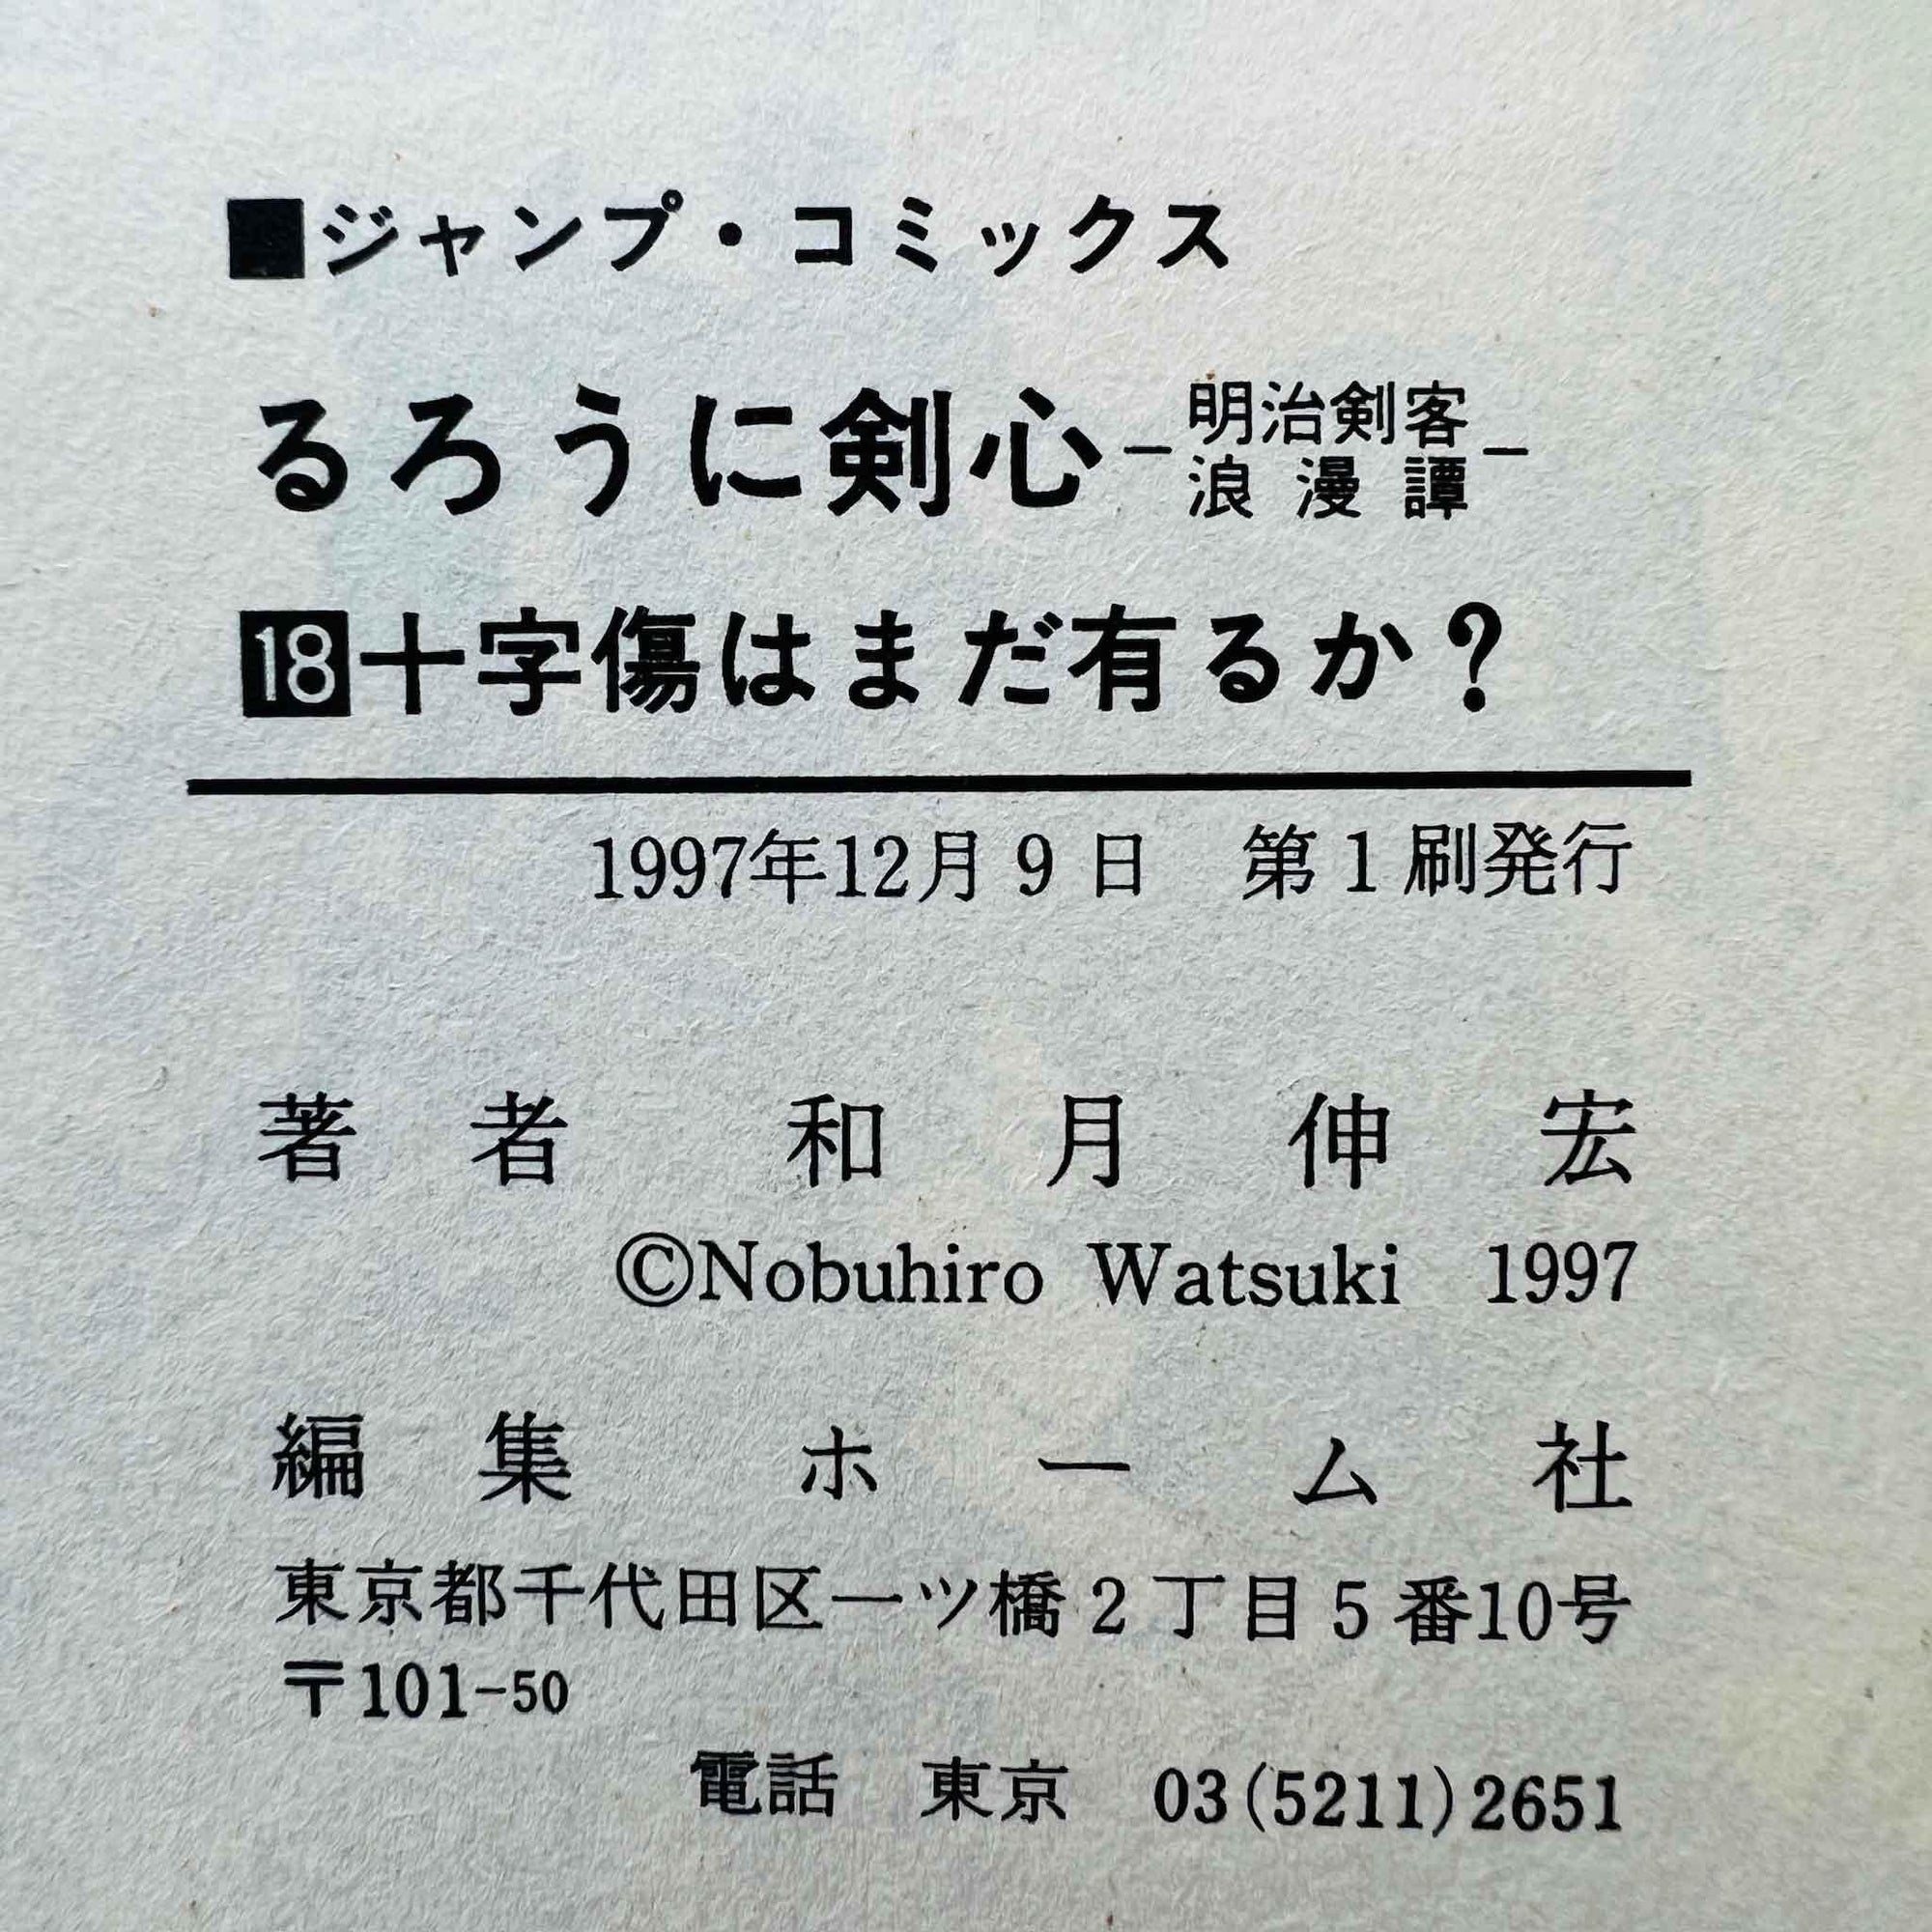 ■ジャンプ・コミックス
るろうに剣心－明治剣客浪漫譚－
18十字傷はまだ有るか？
1997年12月9日　第1刷発行
著者　和月伸宏
©Nobuhiro Watsuki 1997
編集　ホーム社
東京都千代田区一ツ橋2丁目5番10号
〒101-50
電話　東京　03(5211)2651